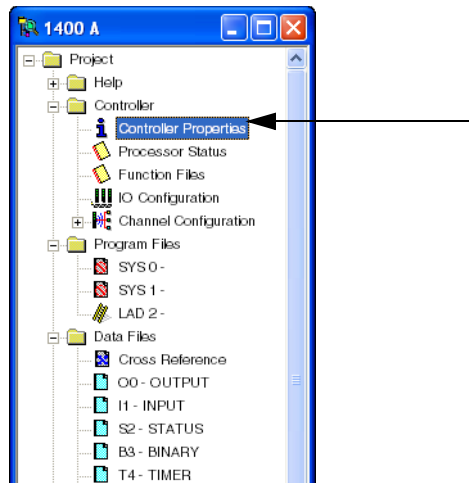 1400 A
Project
Help
Controller
Controller Properties
Processor Status
Function Files
IO Configuration
Channel Configuration
Program Files
SYS 0 -
SYS 1 -
LAD 2 -
Data Files
Cross Reference
O0 - OUTPUT
I1 - INPUT
S2 - STATUS
B3 - BINARY
T4 - TIMER